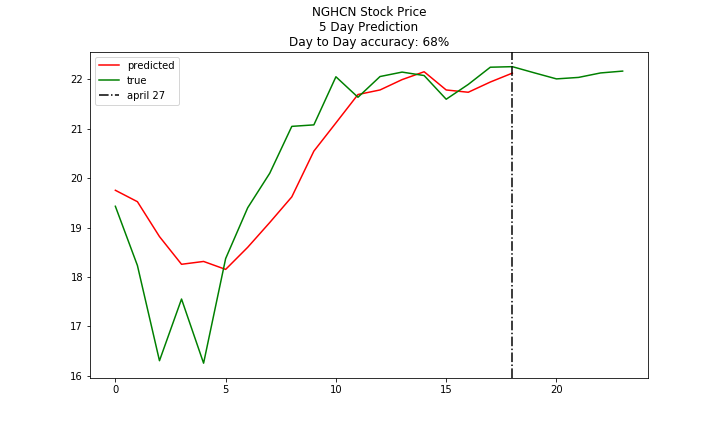 NGHCN Stock Price
5 Day Prediction
Day to Day accuracy: 68%
predicted
true
april 27
22
21
20
19
18
17
16
0 5 10 15 20